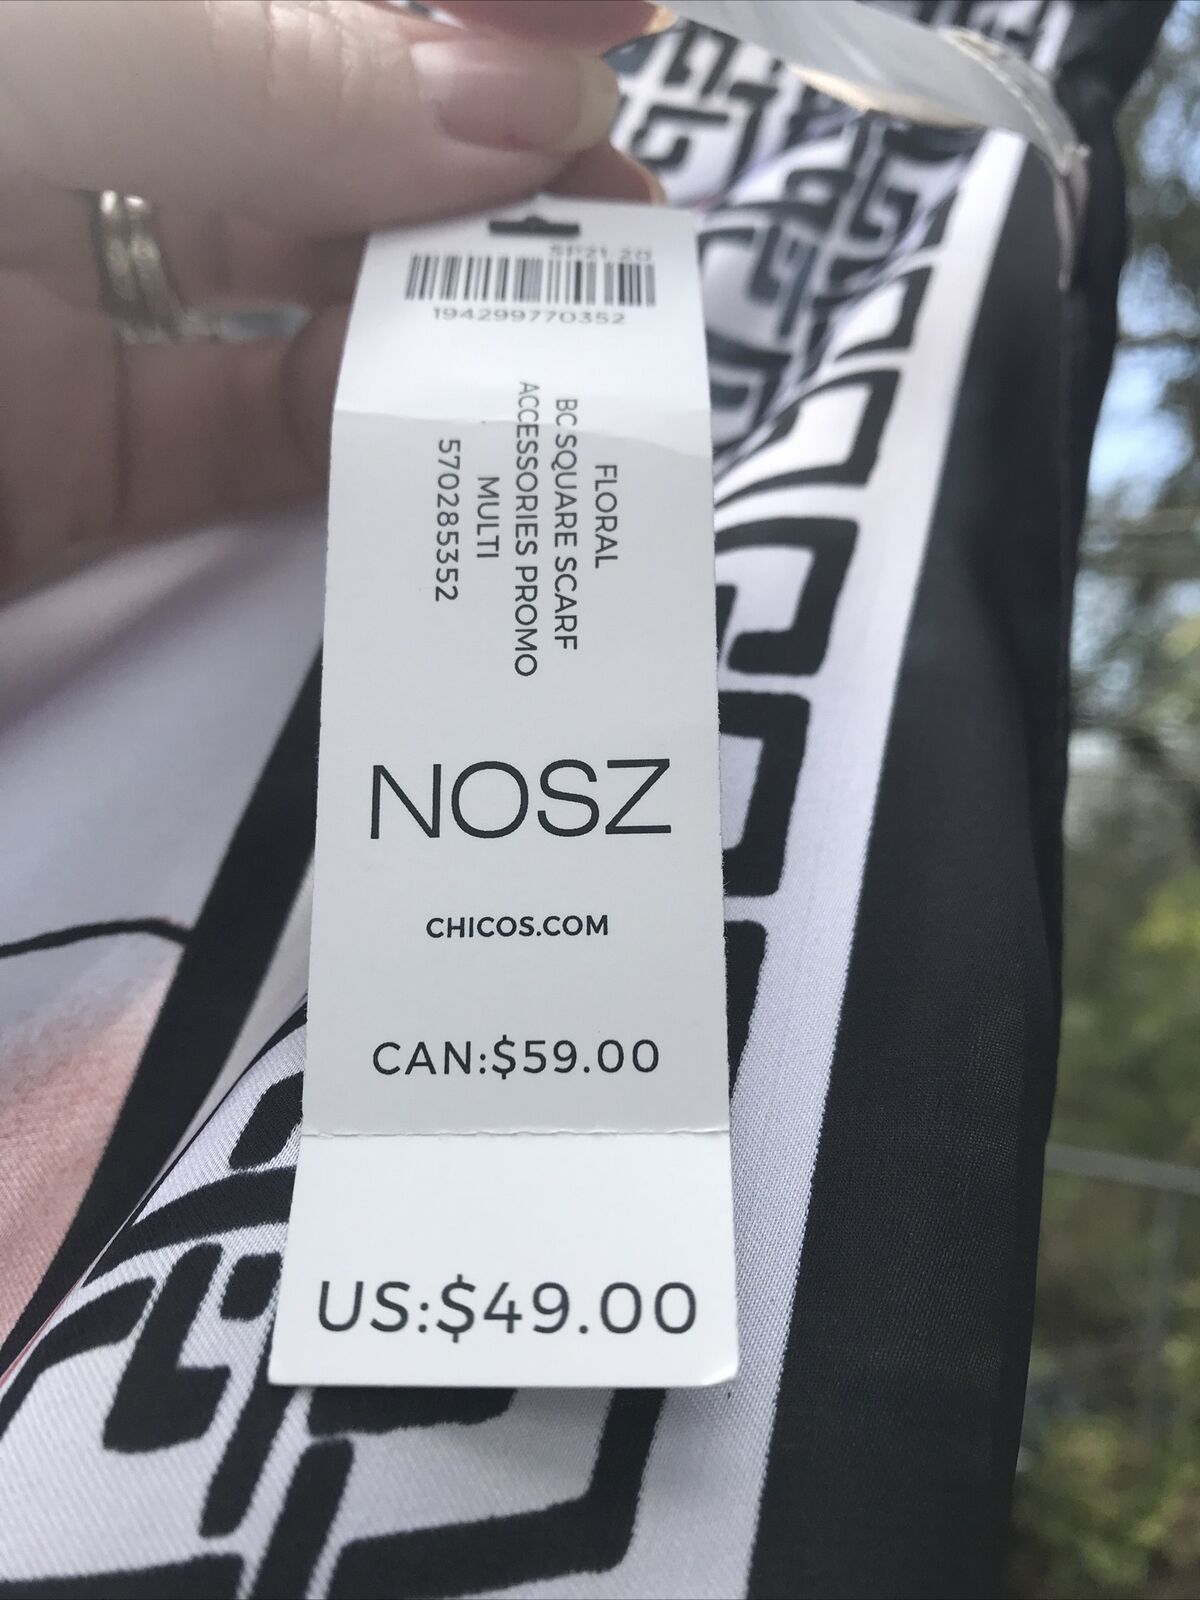 SP21.20
194299770352
FLORAL
BC SQUARE SCARF
ACCESSORIES PROMO
MULTI
570285352
NOSZ
CHICOS.COM
CAN:$59.00
US:$49.00